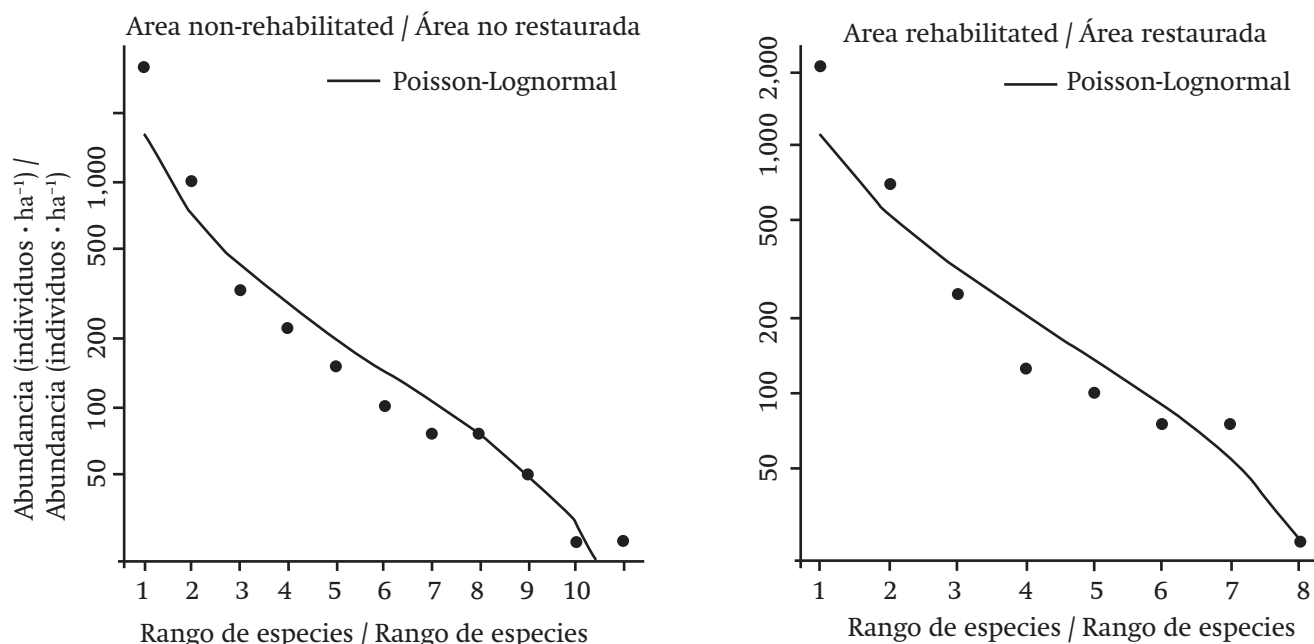 Area non-rehabilitated / Área no restaurada
Poisson-Lognormal
Abundancia (individuos · ha⁻¹) /
Abundancia (individuos · ha⁻¹)
1,000
500
200
100
50
1 2 3 4 5 6 7 8 9 10
Rango de especies / Rango de especies
Area rehabilitated / Área restaurada
Poisson-Lognormal
2,000
1,000
500
200
100
50
1 2 3 4 5 6 7 8
Rango de especies / Rango de especies